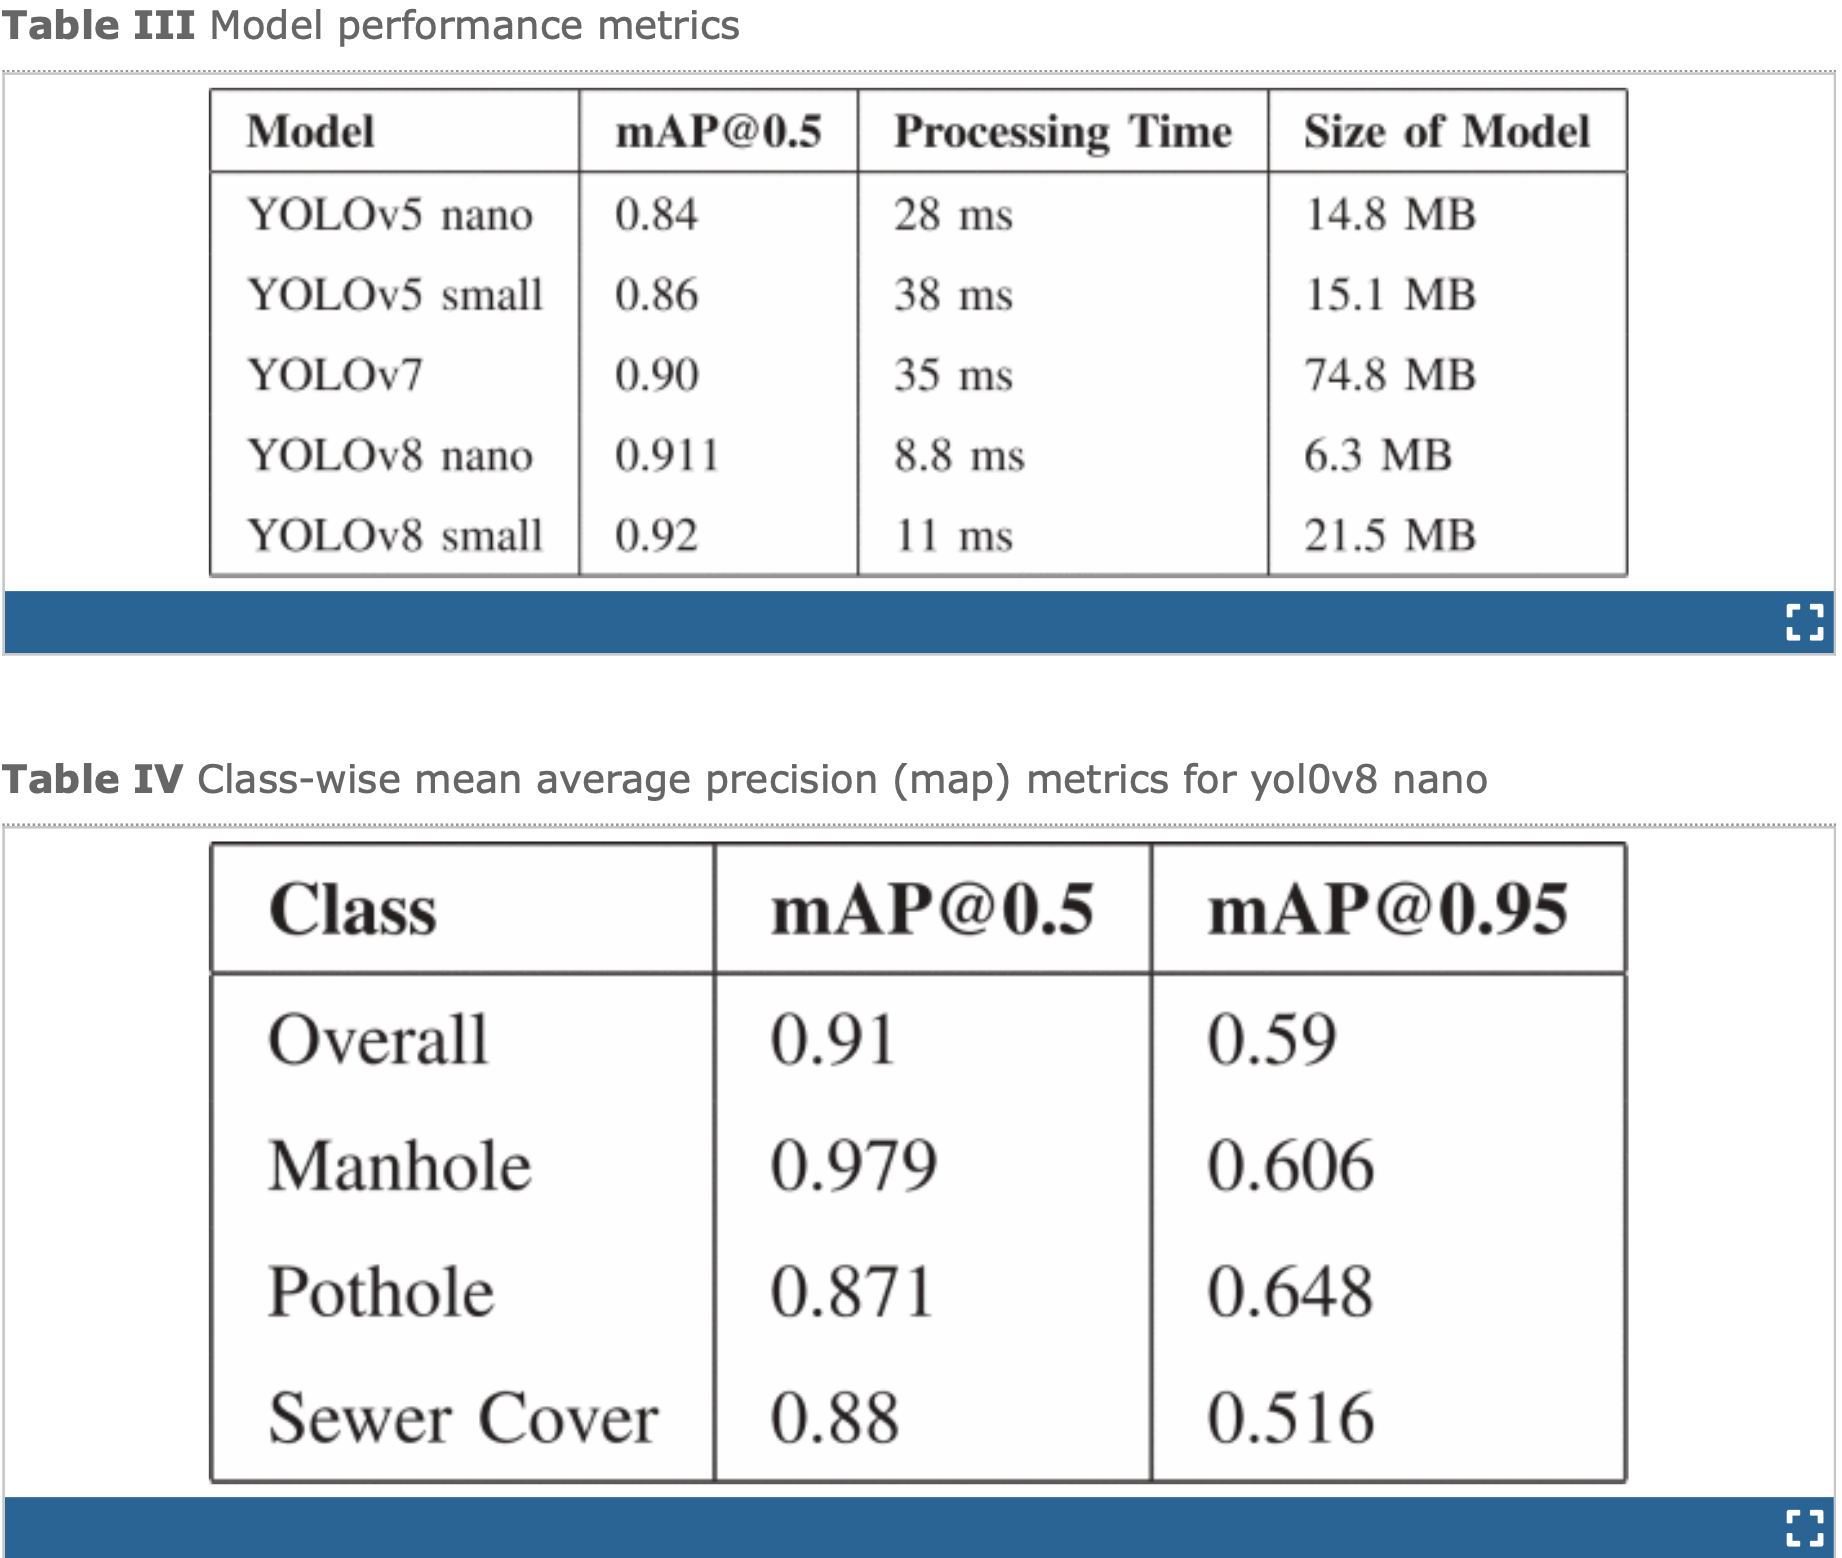 Table III Model performance metrics
Model mAP@0.5 Processing Time Size of Model
YOLOv5 nano 0.84 28 ms 14.8 MB
YOLOv5 small 0.86 38 ms 15.1 MB
YOLOv7 0.90 35 ms 74.8 MB
YOLOv8 nano 0.911 8.8 ms 6.3 MB
YOLOv8 small 0.92 11 ms 21.5 MB
Table IV Class-wise mean average precision (map) metrics for yol0v8 nano
Class mAP@0.5 mAP@0.95
Overall 0.91 0.59
Manhole 0.979 0.606
Pothole 0.871 0.648
Sewer Cover 0.88 0.516